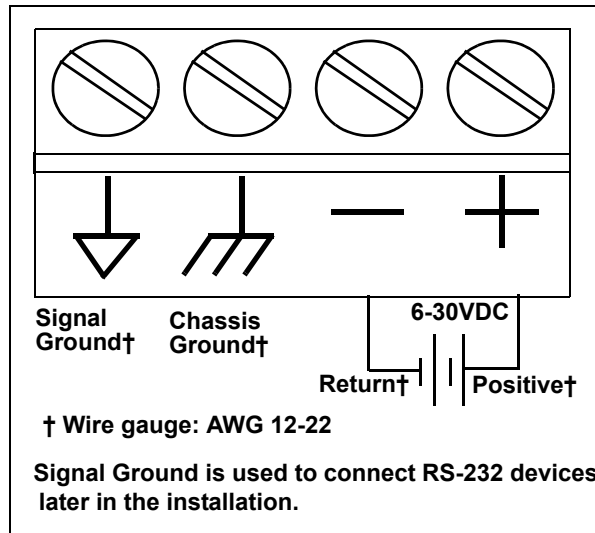 Signal
Ground†
Chassis
Ground†
6-30VDC
Return†
Positive†
† Wire gauge: AWG 12-22
Signal Ground is used to connect RS-232 devices
later in the installation.